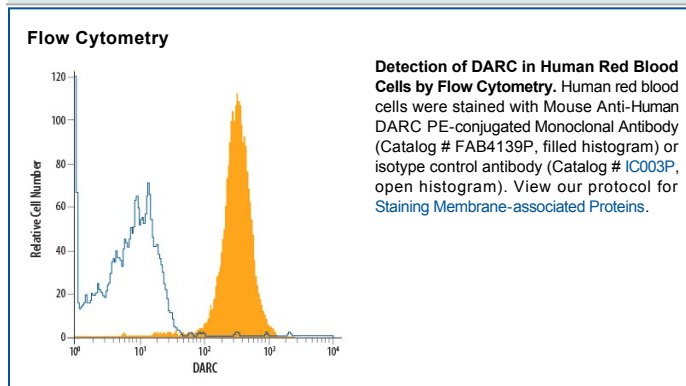 Flow Cytometry
Detection of DARC in Human Red Blood
Cells by Flow Cytometry. Human red blood
cells were stained with Mouse Anti-Human
DARC PE-conjugated Monoclonal Antibody
(Catalog # FAB4139P, filled histogram) or
isotype control antibody (Catalog # IC003P,
open histogram). View our protocol for
Staining Membrane-associated Proteins.
Relative Cell Number
120
100
80
60
40
20
0
10⁰ 10¹ 10² 10³ 10⁴
DARC